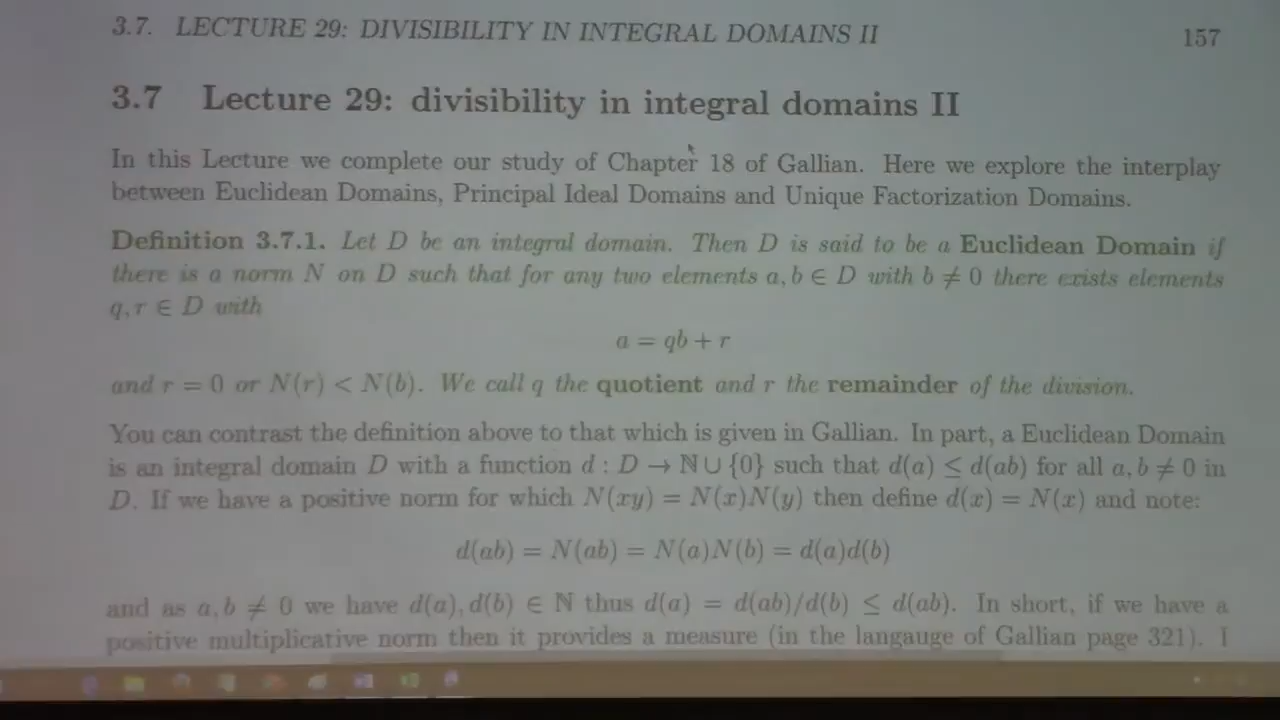 3.7. LECTURE 29: DIVISIBILITY IN INTEGRAL DOMAINS II 157
3.7 Lecture 29: divisibility in integral domains II
In this Lecture we complete our study of Chapter 18 of Gallian. Here we explore the interplay
between Euclidean Domains, Principal Ideal Domains and Unique Factorization Domains.
Definition 3.7.1. Let D be an integral domain. Then D is said to be a Euclidean Domain if
there is a norm N on D such that for any two elements a, b ∈ D with b ≠ 0 there exists elements
q, r ∈ D with
a = qb + r
and r = 0 or N(r) < N(b). We call q the quotient and r the remainder of the division.
You can contrast the definition above to that which is given in Gallian. In part, a Euclidean Domain
is an integral domain D with a function d : D → ℕ ∪ {0} such that d(a) ≤ d(ab) for all a, b ≠ 0 in
D. If we have a positive norm for which N(xy) = N(x)N(y) then define d(x) = N(x) and note:
d(ab) = N(ab) = N(a)N(b) = d(a)d(b)
and as a, b ≠ 0 we have d(a), d(b) ∈ ℕ thus d(a) = d(ab)/d(b) ≤ d(ab). In short, if we have a
positive multiplicative norm then it provides a measure (in the langauge of Gallian page 321). I